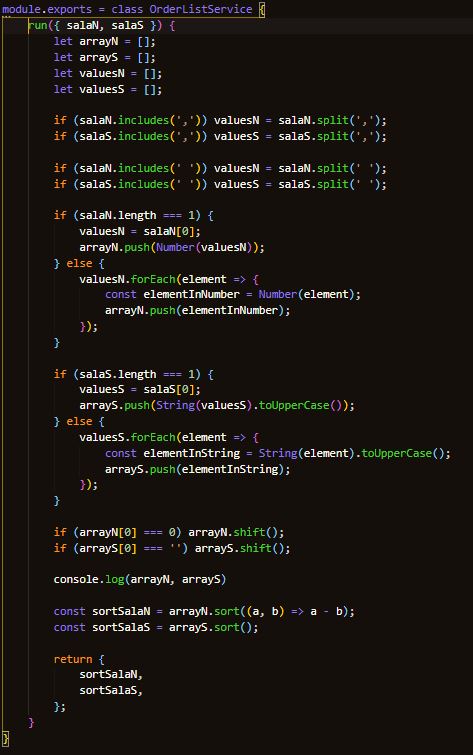 module.exports = class OrderListService {
    run({ salaN, salaS }) {
        let arrayN = [];
        let arrayS = [];
        let valuesN = [];
        let valuesS = [];

        if (salaN.includes(',')) valuesN = salaN.split(',');
        if (salaS.includes(',')) valuesS = salaS.split(',');

        if (salaN.includes(' ')) valuesN = salaN.split(' ');
        if (salaS.includes(' ')) valuesS = salaS.split(' ');

        if (salaN.length === 1) {
            valuesN = salaN[0];
            arrayN.push(Number(valuesN));
        } else {
            valuesN.forEach(element => {
                const elementInNumber = Number(element);
                arrayN.push(elementInNumber);
            });
        }

        if (salaS.length === 1) {
            valuesS = salaS[0];
            arrayS.push(String(valuesS).toUpperCase());
        } else {
            valuesS.forEach(element => {
                const elementInString = String(element).toUpperCase();
                arrayS.push(elementInString);
            });
        }

        if (arrayN[0] === 0) arrayN.shift();
        if (arrayS[0] === '') arrayS.shift();

        console.log(arrayN, arrayS)

        const sortSalaN = arrayN.sort((a, b) => a - b);
        const sortSalaS = arrayS.sort();

        return {
            sortSalaN,
            sortSalaS,
        };
    }
}